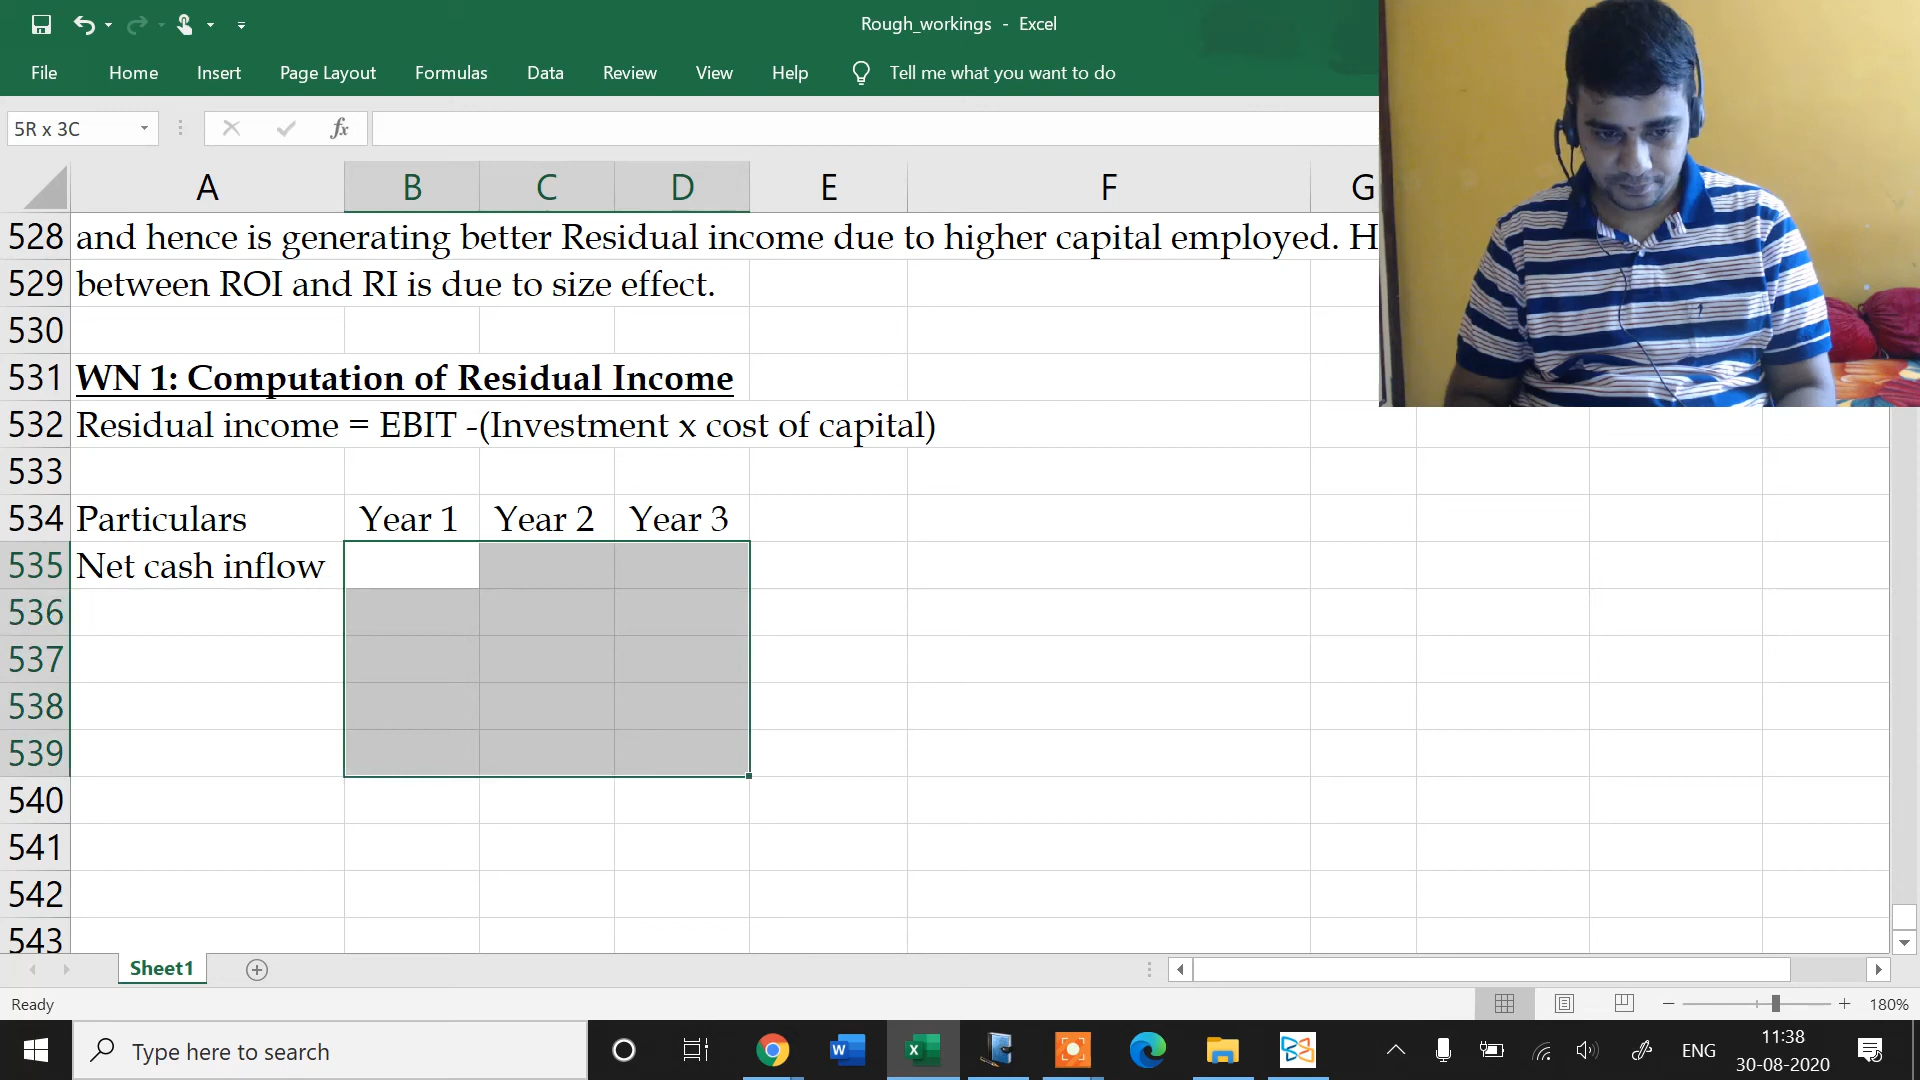 Rough_workings - Excel
File Home Insert Page Layout Formulas Data Review View Help Tell me what you want to do
5R x 3C
fx
A B C D E F G
528 and hence is generating better Residual income due to higher capital employed. H
529 between ROI and RI is due to size effect.
530
531 WN 1: Computation of Residual Income
532 Residual income = EBIT -(Investment x cost of capital)
533
534 Particulars Year 1 Year 2 Year 3
535 Net cash inflow
536
537
538
539
540
541
542
543
Sheet1
Ready
180%
Type here to search
ENG
11:38
30-08-2020